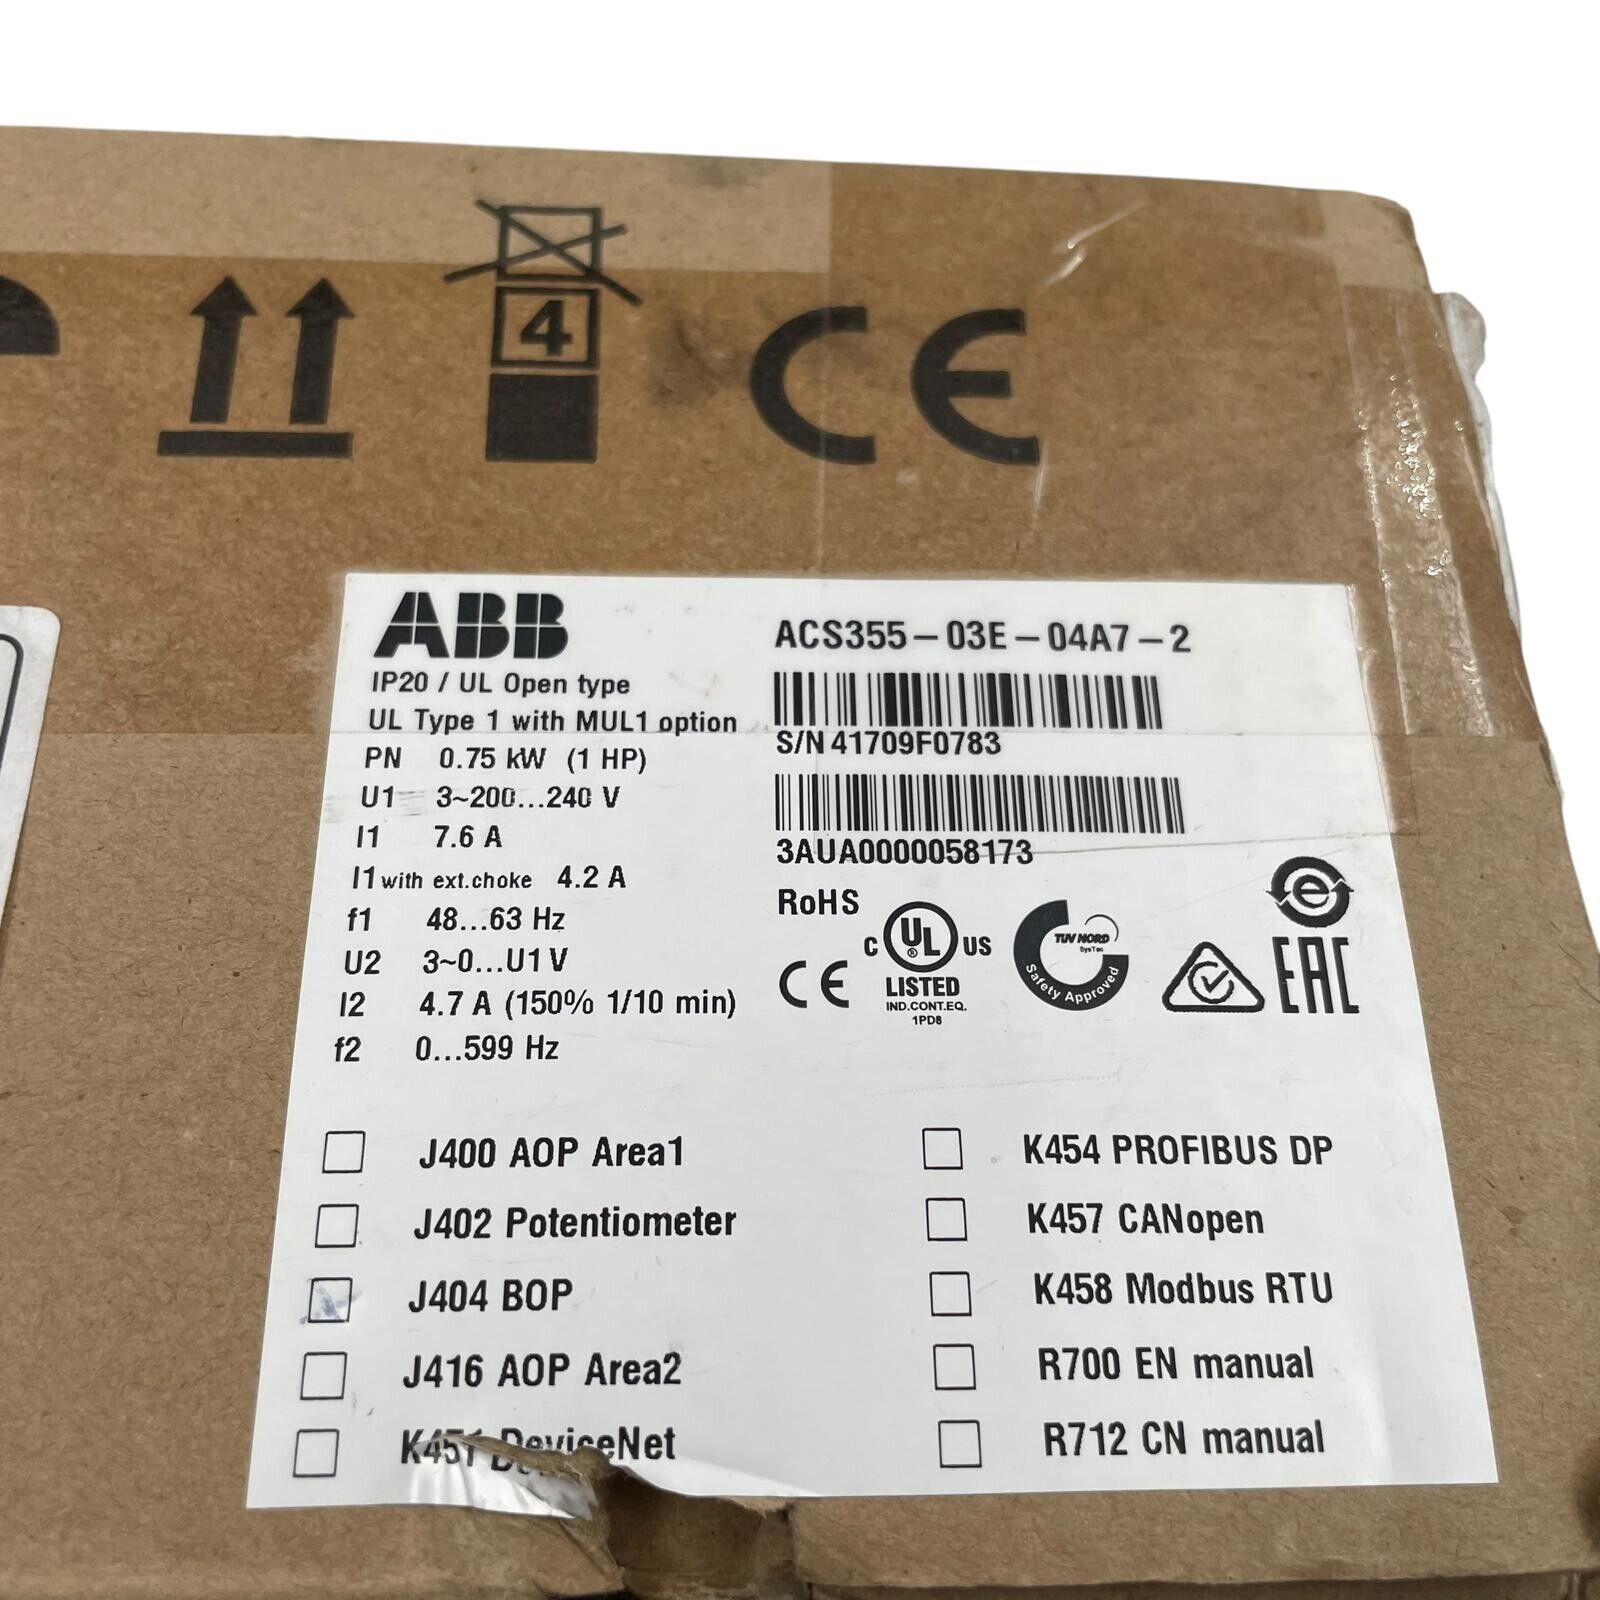 4
CE
ABB
IP20 / UL Open type
UL Type 1 with MUL1 option
PN 0.75 kW (1 HP)
U1 3~200...240 V
I1 7.6 A
I1 with ext.choke 4.2 A
f1 48...63 Hz
U2 3~0...U1 V
I2 4.7 A (150% 1/10 min)
f2 0...599 Hz
ACS355-03E-04A7-2
S/N 41709F0783
3AUA0000058173
RoHS
CE
C UL US
®
LISTED
IND.CONT.EQ.
1PD8
TUV NORD
SysTec
Safety Approved
e
EAC
J400 AOP Area1
J402 Potentiometer
J404 BOP
J416 AOP Area2
K451 DeviceNet
K454 PROFIBUS DP
K457 CANopen
K458 Modbus RTU
R700 EN manual
R712 CN manual